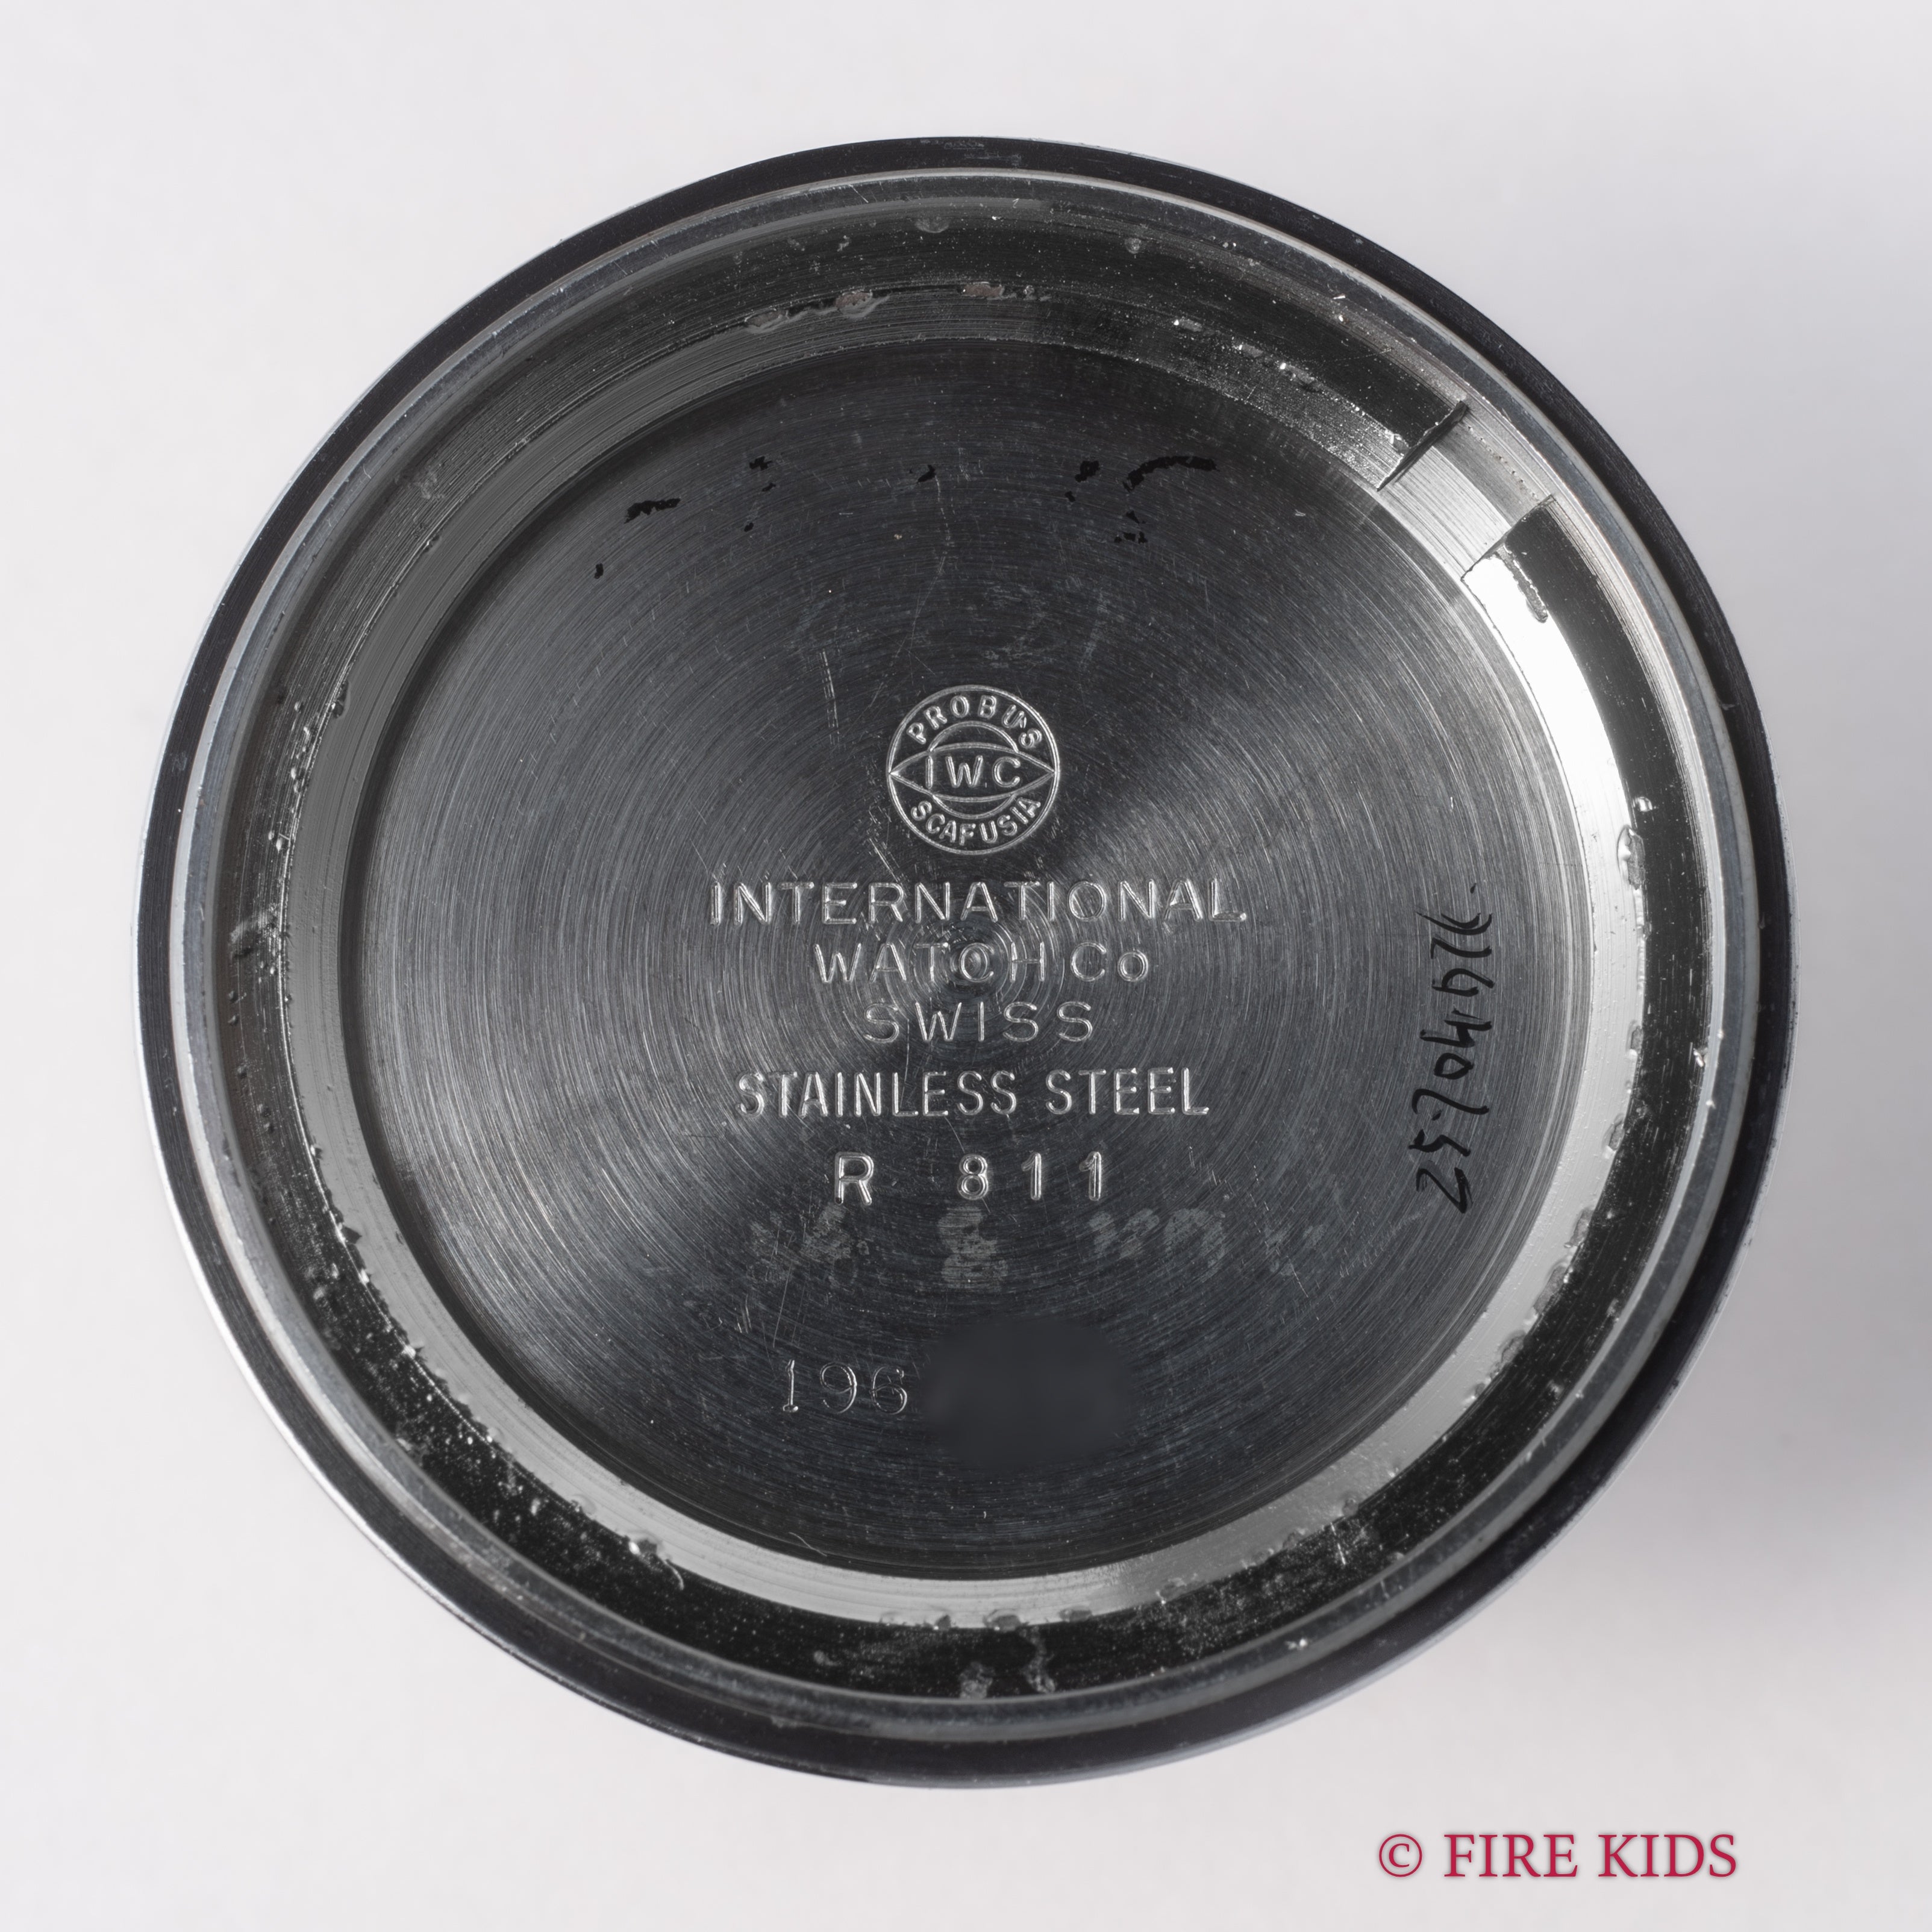 PROBUS
I.W.C
SCAFUSIA
INTERNATIONAL
WATCH Co
SWISS
STAINLESS STEEL
R 811
196
© FIRE KIDS